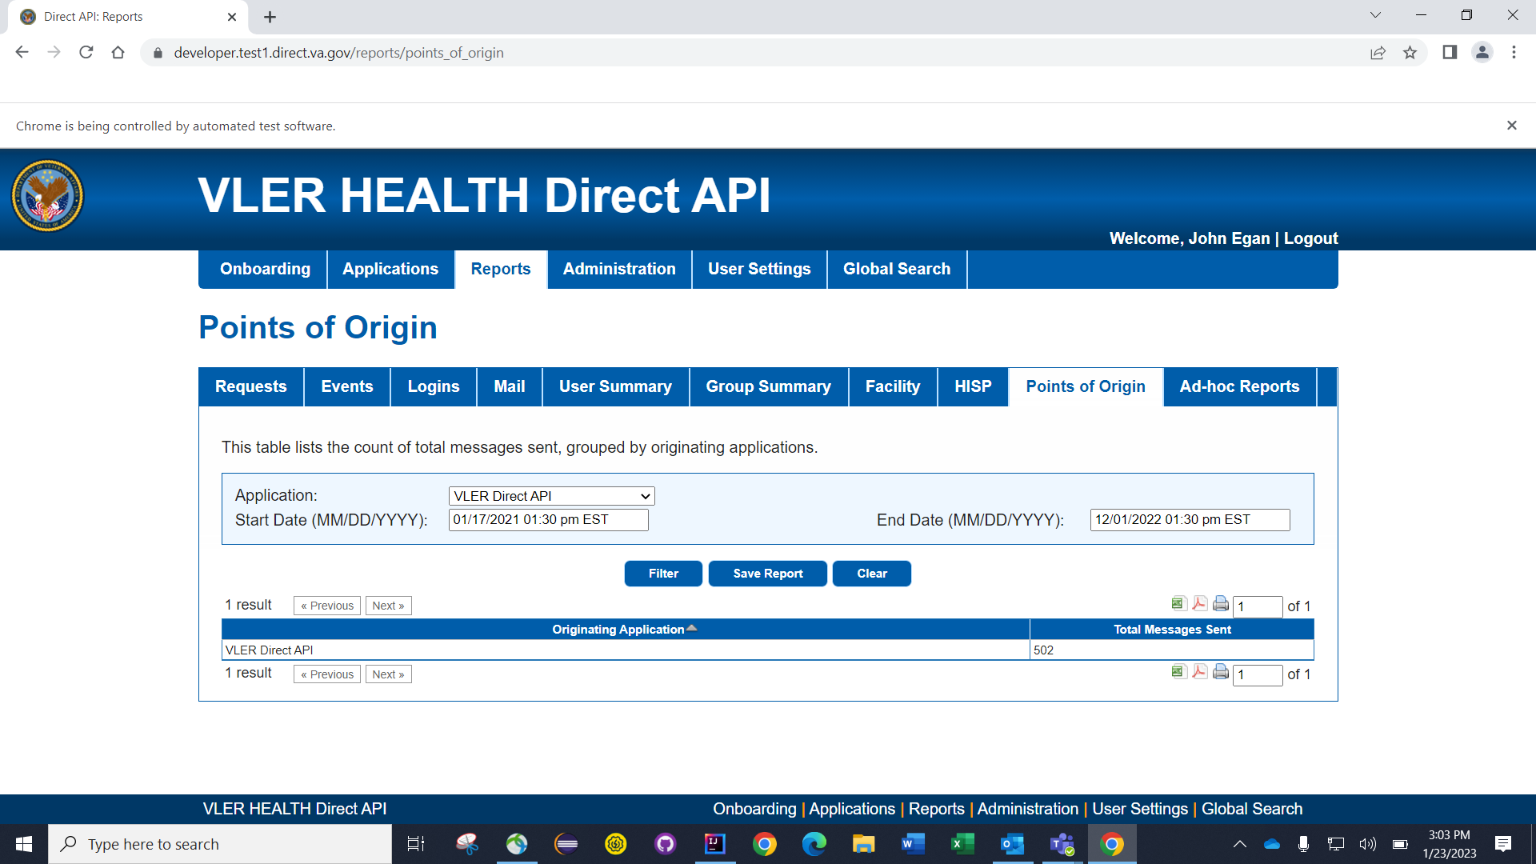 Direct API: Reports
developer.test1.direct.va.gov/reports/points_of_origin
Chrome is being controlled by automated test software.
VLER HEALTH Direct API
Welcome, John Egan | Logout
Onboarding Applications Reports Administration User Settings Global Search
Points of Origin
Requests Events Logins Mail User Summary Group Summary Facility HISP Points of Origin Ad-hoc Reports
This table lists the count of total messages sent, grouped by originating applications.
Application: VLER Direct API
Start Date (MM/DD/YYYY): 01/17/2021 01:30 pm EST End Date (MM/DD/YYYY): 12/01/2022 01:30 pm EST
Filter Save Report Clear
1 result « Previous Next » 1 of 1
Originating Application Total Messages Sent
VLER Direct API 502
1 result « Previous Next » 1 of 1
VLER HEALTH Direct API Onboarding | Applications | Reports | Administration | User Settings | Global Search
Type here to search
3:03 PM
1/23/2023